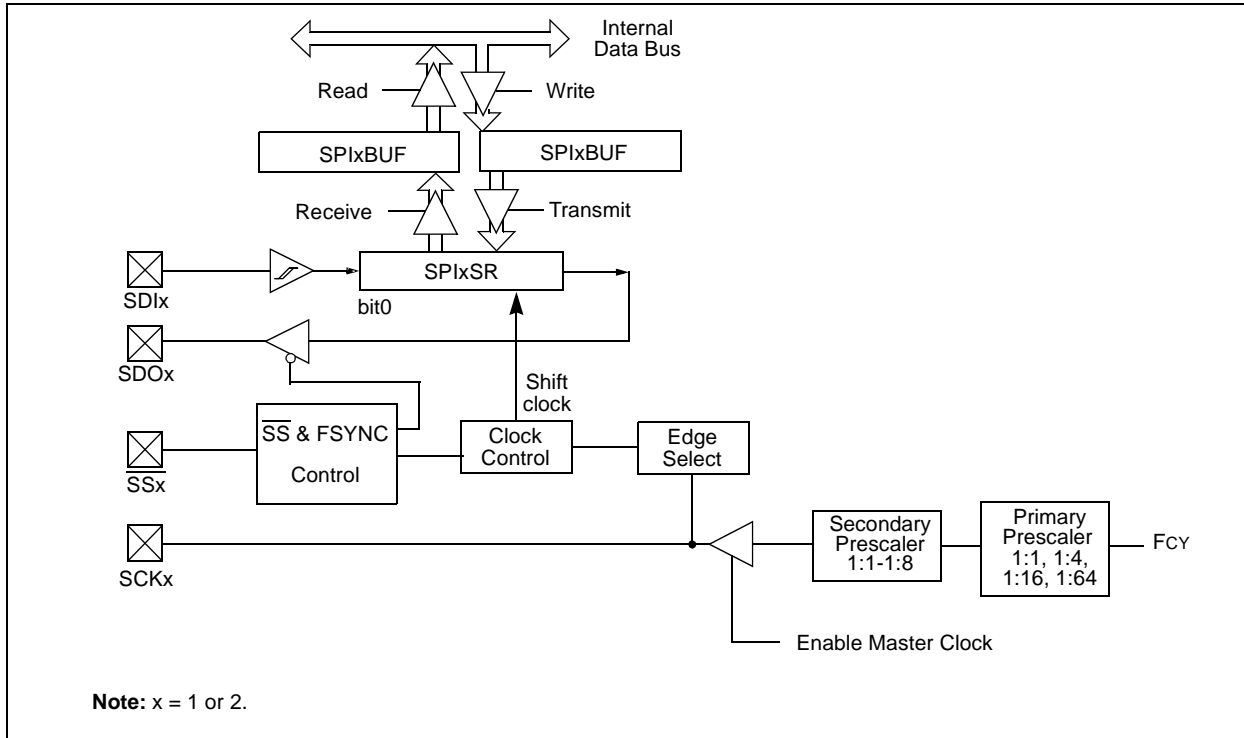 Internal
Data Bus
Read
Write
SPIxBUF
SPIxBUF
Receive
Transmit
SDIx
SPIxSR
bit0
SDOx
Shift
clock
SS & FSYNC
Control
Clock
Control
Edge
Select
SSx
SCKx
Secondary
Prescaler
1:1-1:8
Primary
Prescaler
1:1, 1:4,
1:16, 1:64
FCY
Enable Master Clock
Note: x = 1 or 2.